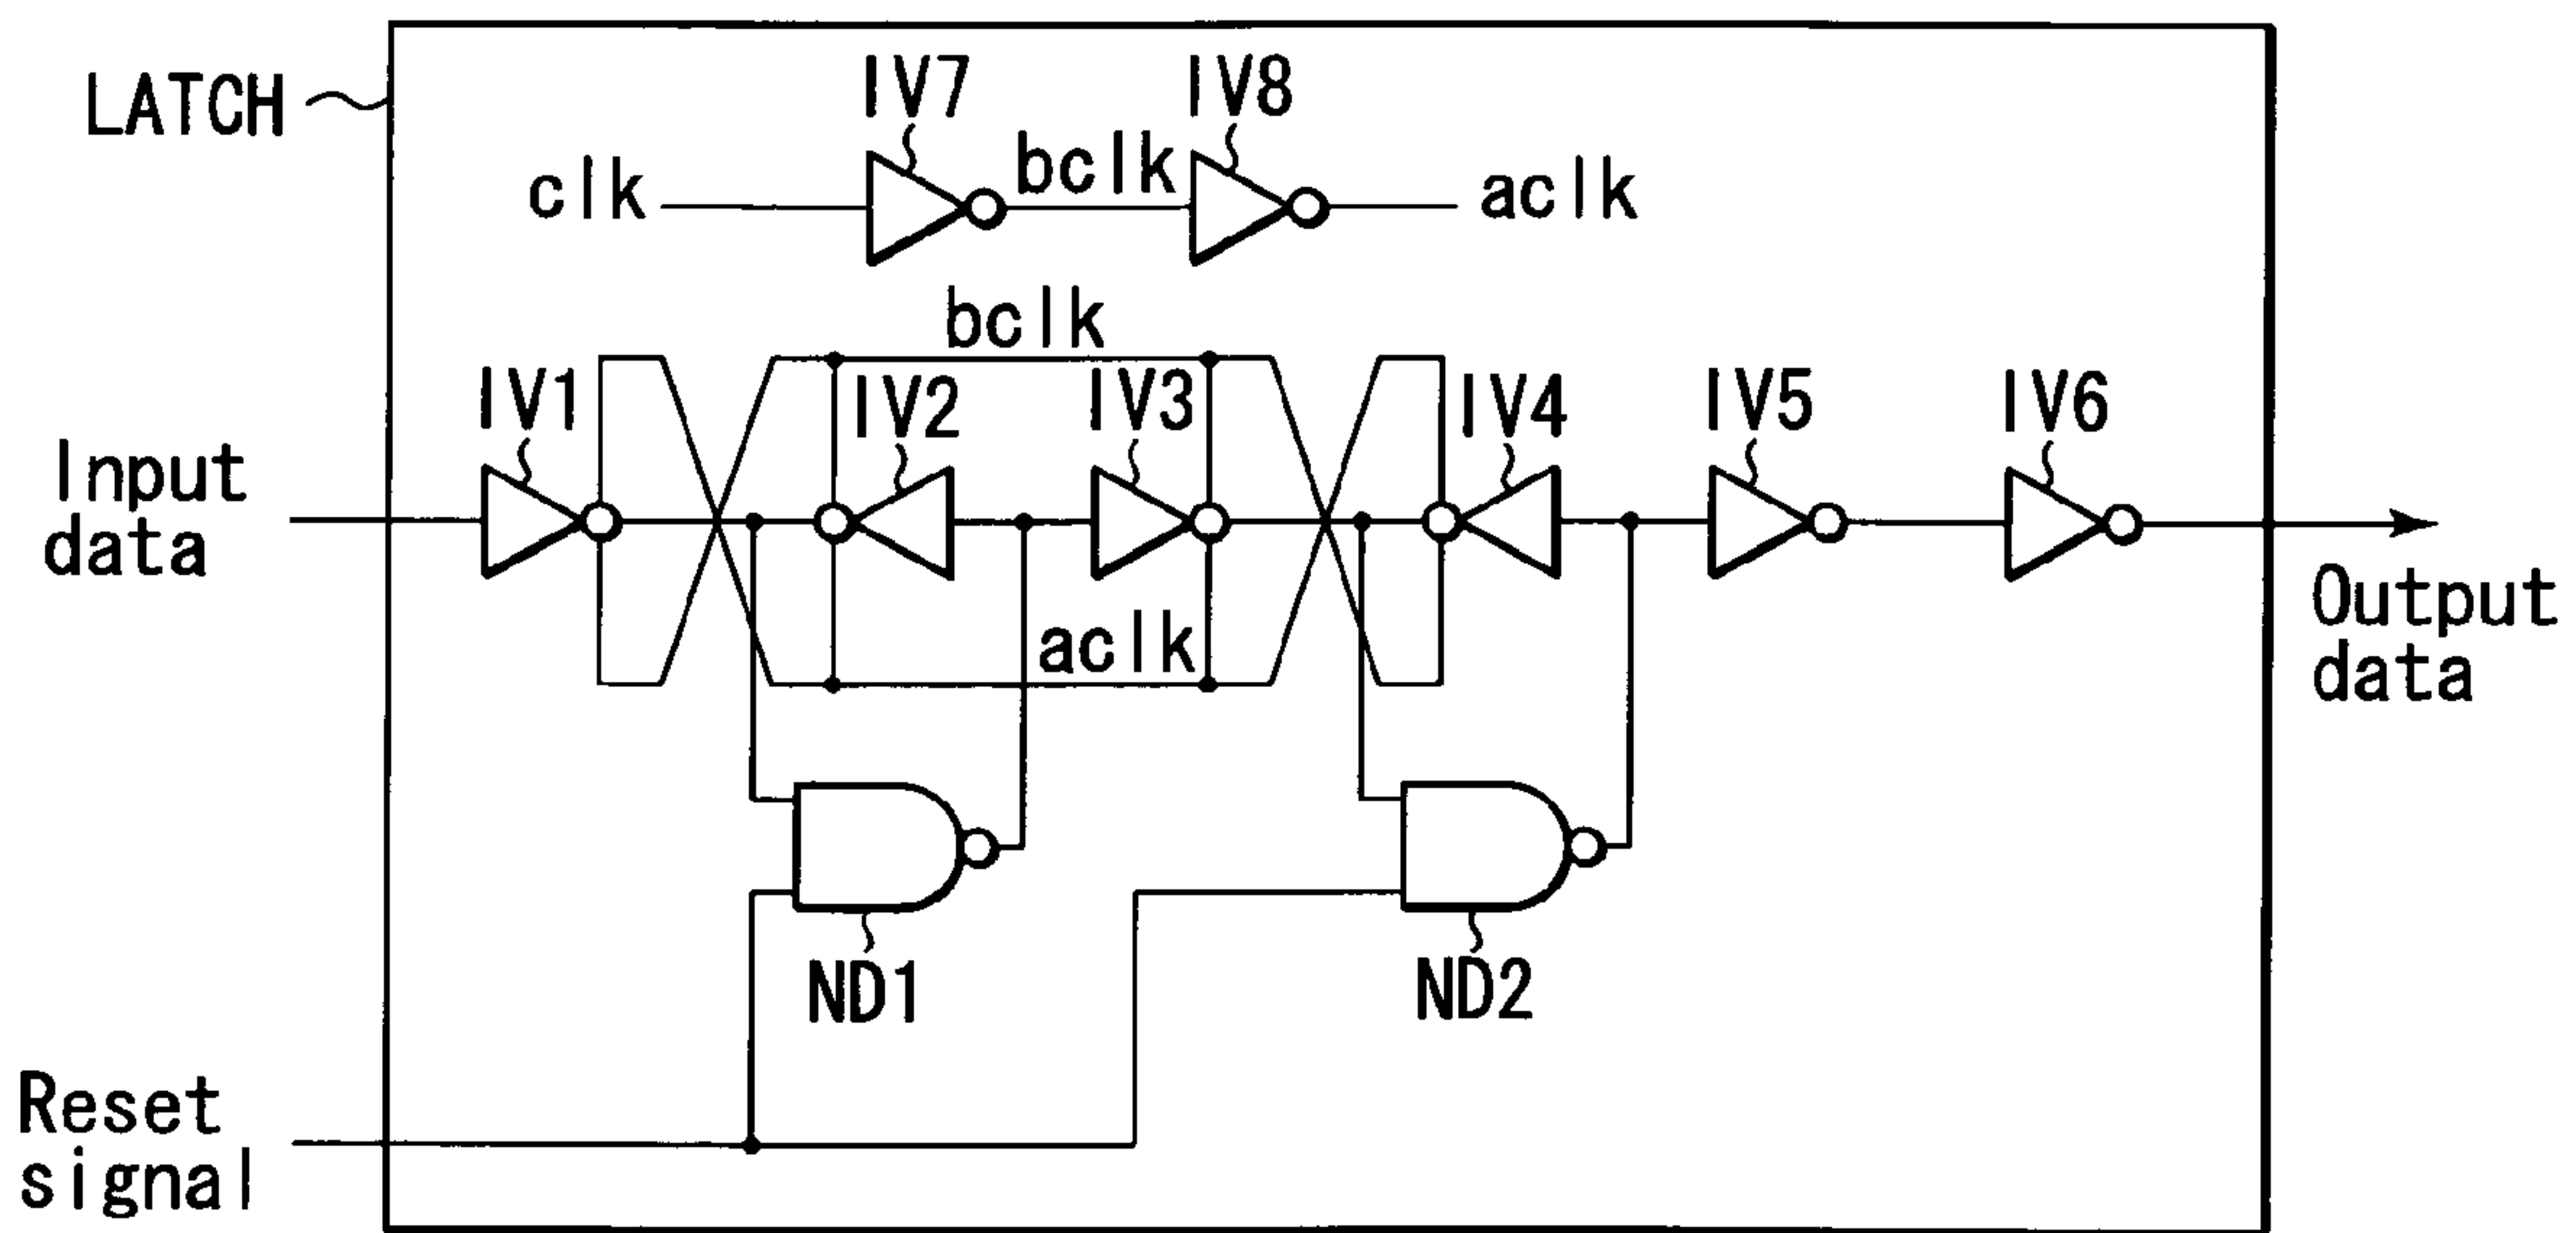 LATCH
IV7
IV8
clk
bclk
aclk
bclk
IV1
IV2
IV3
IV4
IV5
IV6
Input
data
aclk
Output
data
ND1
ND2
Reset
signal